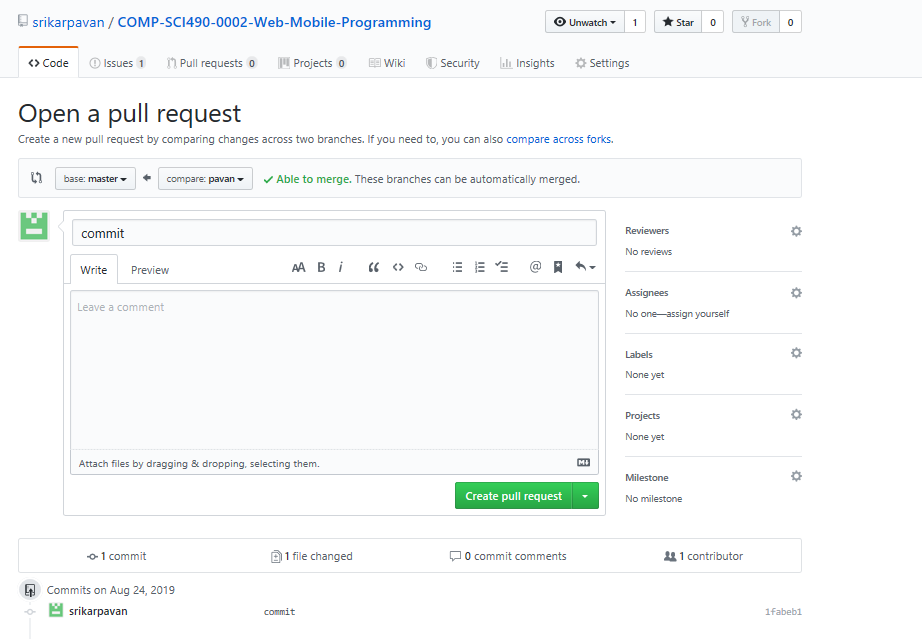 srikarpavan / COMP-SCI490-0002-Web-Mobile-Programming
Unwatch 1 Star 0 Fork 0
Code Issues 1 Pull requests 0 Projects 0 Wiki Security Insights Settings
Open a pull request
Create a new pull request by comparing changes across two branches. If you need to, you can also compare across forks.
base: master compare: pavan Able to merge. These branches can be automatically merged.
commit
Write Preview AA B i @
Leave a comment
Attach files by dragging & dropping, selecting them.
Create pull request
Reviewers
No reviews
Assignees
No one—assign yourself
Labels
None yet
Projects
None yet
Milestone
No milestone
1 commit 1 file changed 0 commit comments 1 contributor
Commits on Aug 24, 2019
srikarpavan commit 1fabeb1